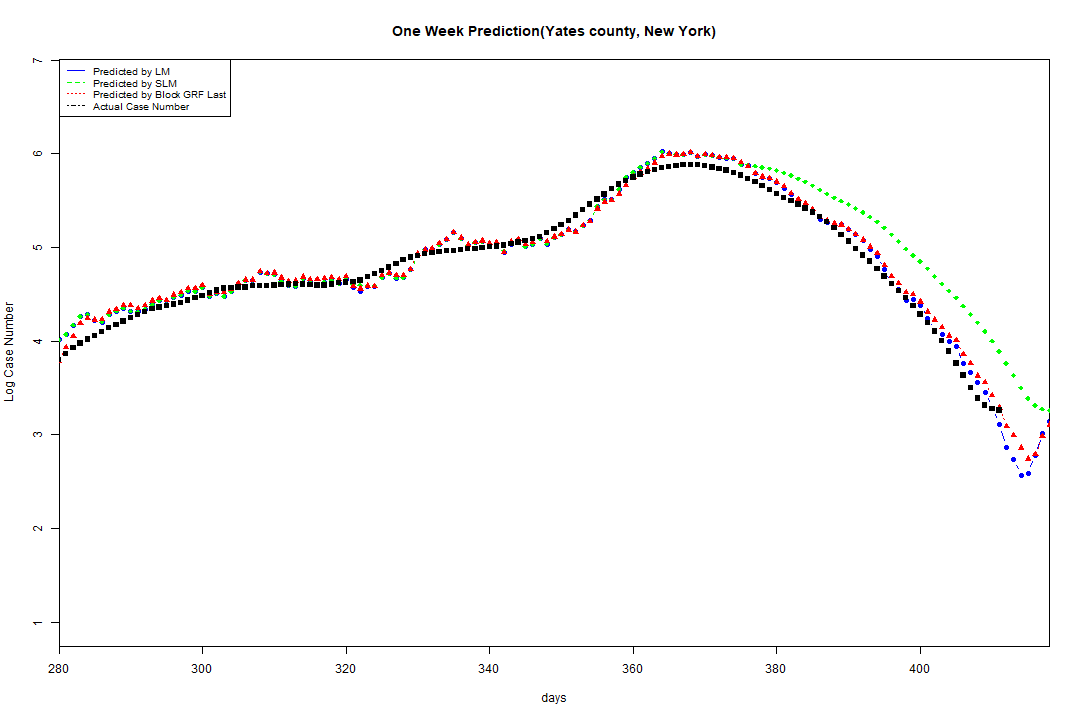 One Week Prediction(Yates county, New York)
7
Predicted by LM
Predicted by SLM
Predicted by Block GRF Last
Actual Case Number
6
5
4
3
2
1
Log Case Number
280 300 320 340 360 380 400
days